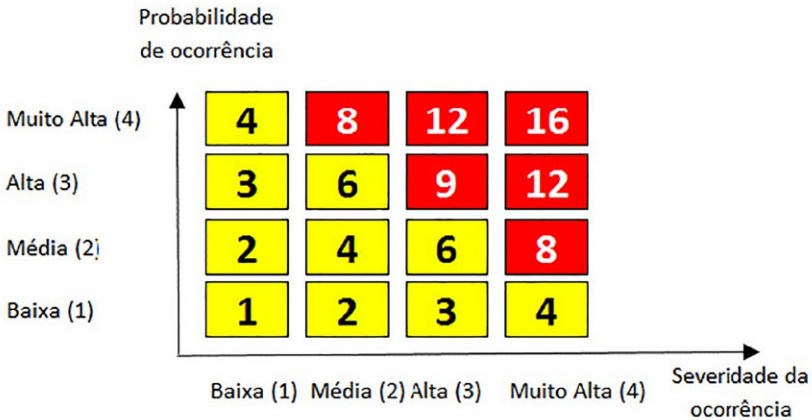 Probabilidade
de ocorrência
Muito Alta (4) 4 8 12 16
Alta (3) 3 6 9 12
Média (2) 2 4 6 8
Baixa (1) 1 2 3 4
Baixa (1) Média (2) Alta (3) Muito Alta (4)
Severidade da
ocorrência